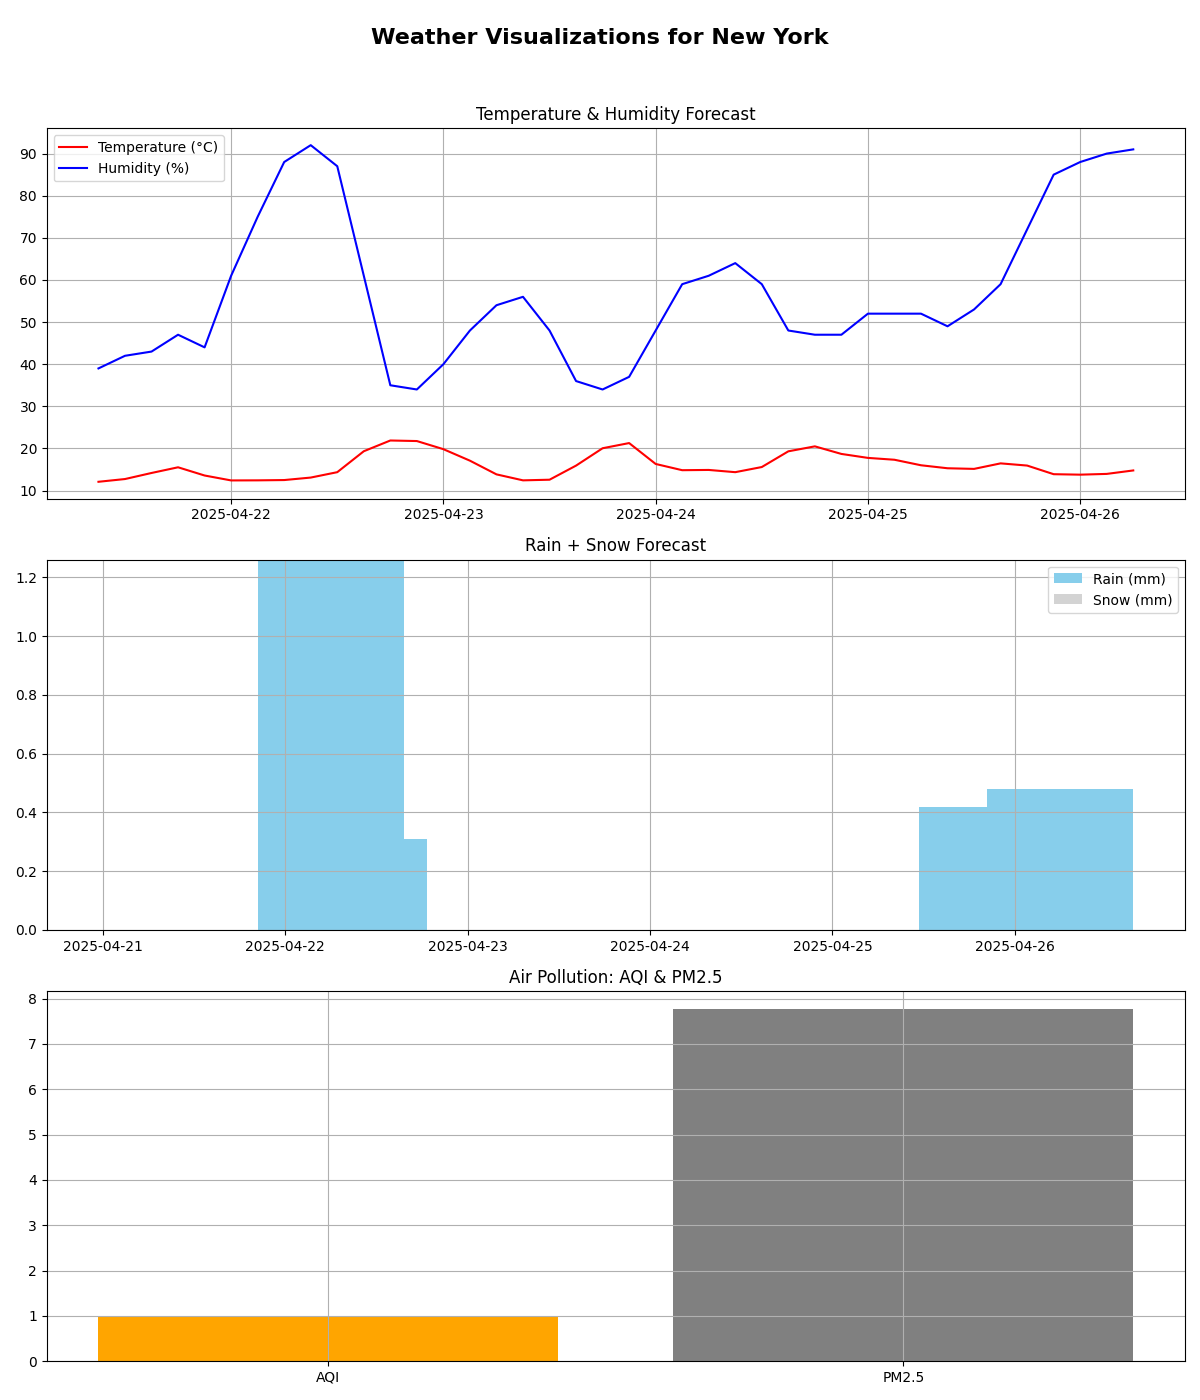 Weather Visualizations for New York
Temperature & Humidity Forecast
Temperature (°C)
Humidity (%)
90
80
70
60
50
40
30
20
10
2025-04-22 2025-04-23 2025-04-24 2025-04-25 2025-04-26
Rain + Snow Forecast
Rain (mm)
Snow (mm)
1.2
1.0
0.8
0.6
0.4
0.2
0.0
2025-04-21 2025-04-22 2025-04-23 2025-04-24 2025-04-25 2025-04-26
Air Pollution: AQI & PM2.5
8
7
6
5
4
3
2
1
0
AQI PM2.5